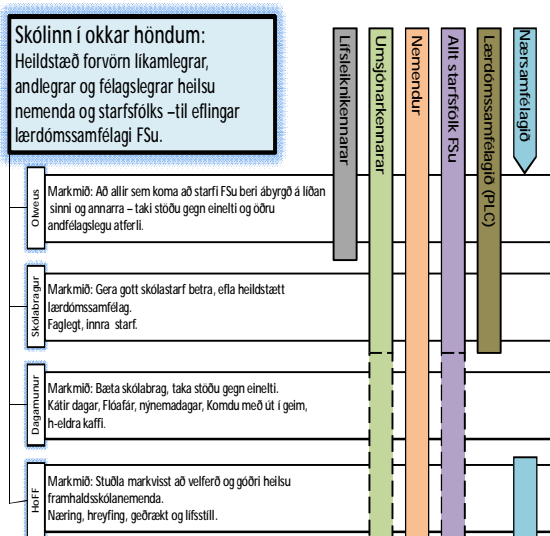 Skólinn í okkar höndum:
Heildstæð forvörn líkamlegrar,
andlegrar og félagslegrar heilsu
nemenda og starfsfólks –til eflingar
lærdómssamfélagi FSu.
Lífsleiknikennarar
Umsjónarkennarar
Nemendur
Allt starfsfólk FSu
Lærdómssamfélagið (PLC)
Nærsamfélagið
Olweus
Markmið: Að allir sem koma að starfi FSu beri ábyrgð á líðan
sinni og annarra – taki stöðu gegn einelti og öðru
andfélagslegu atferli.
Skólabragur
Markmið: Gera gott skólastarf betra, efla heildstætt
lærdómssamfélag.
Faglegt, innra starf.
Dagamunur
Markmið: Bæta skólabrag, taka stöðu gegn einelti.
Kátir dagar, Flóafár, nýnemadagar, Komdu með út í geim,
h-eldra kaffi.
HoFF
Markmið: Stuðla markvisst að velferð og góðri heilsu
framhaldsskólanemenda.
Næring, hreyfing, geðrækt og lífsstíll.